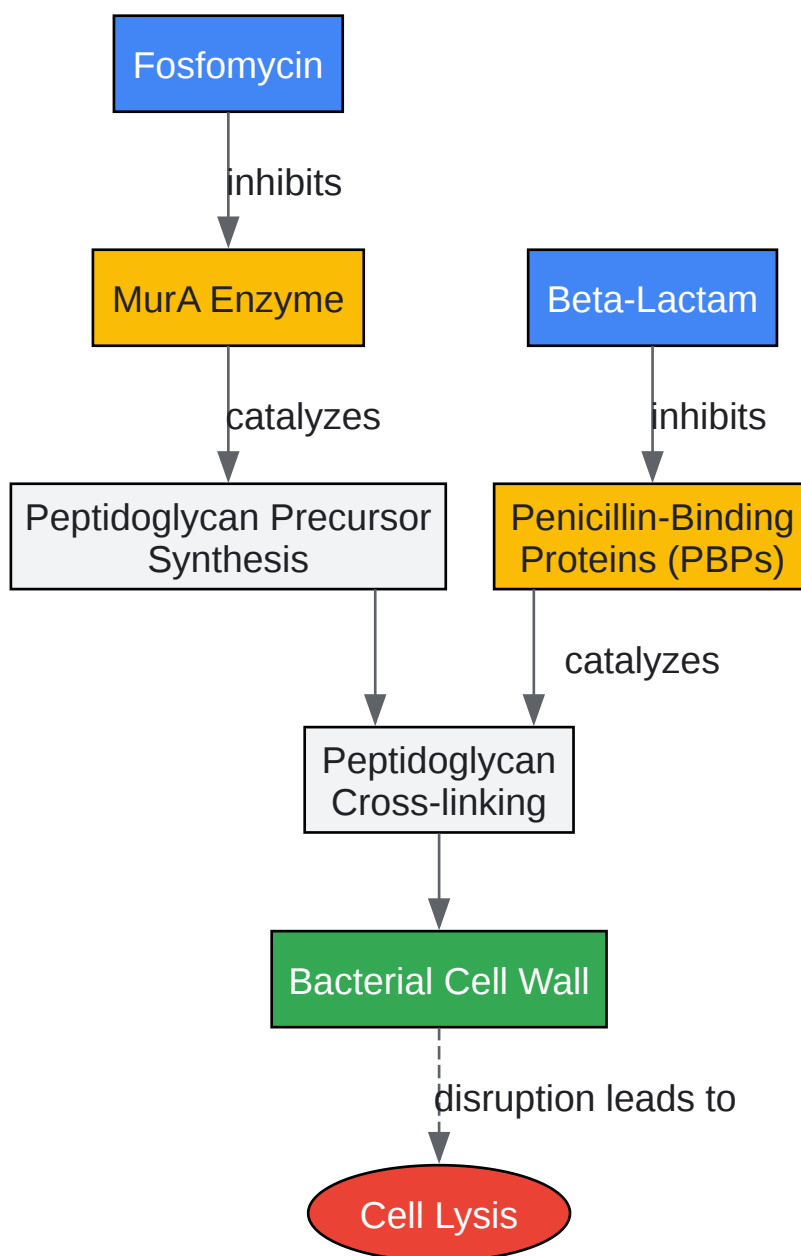 Fosfomycin
inhibits
MurA Enzyme
Beta-Lactam
catalyzes
inhibits
Peptidoglycan Precursor
Synthesis
Penicillin-Binding
Proteins (PBPs)
catalyzes
Peptidoglycan
Cross-linking
Bacterial Cell Wall
disruption leads to
Cell Lysis